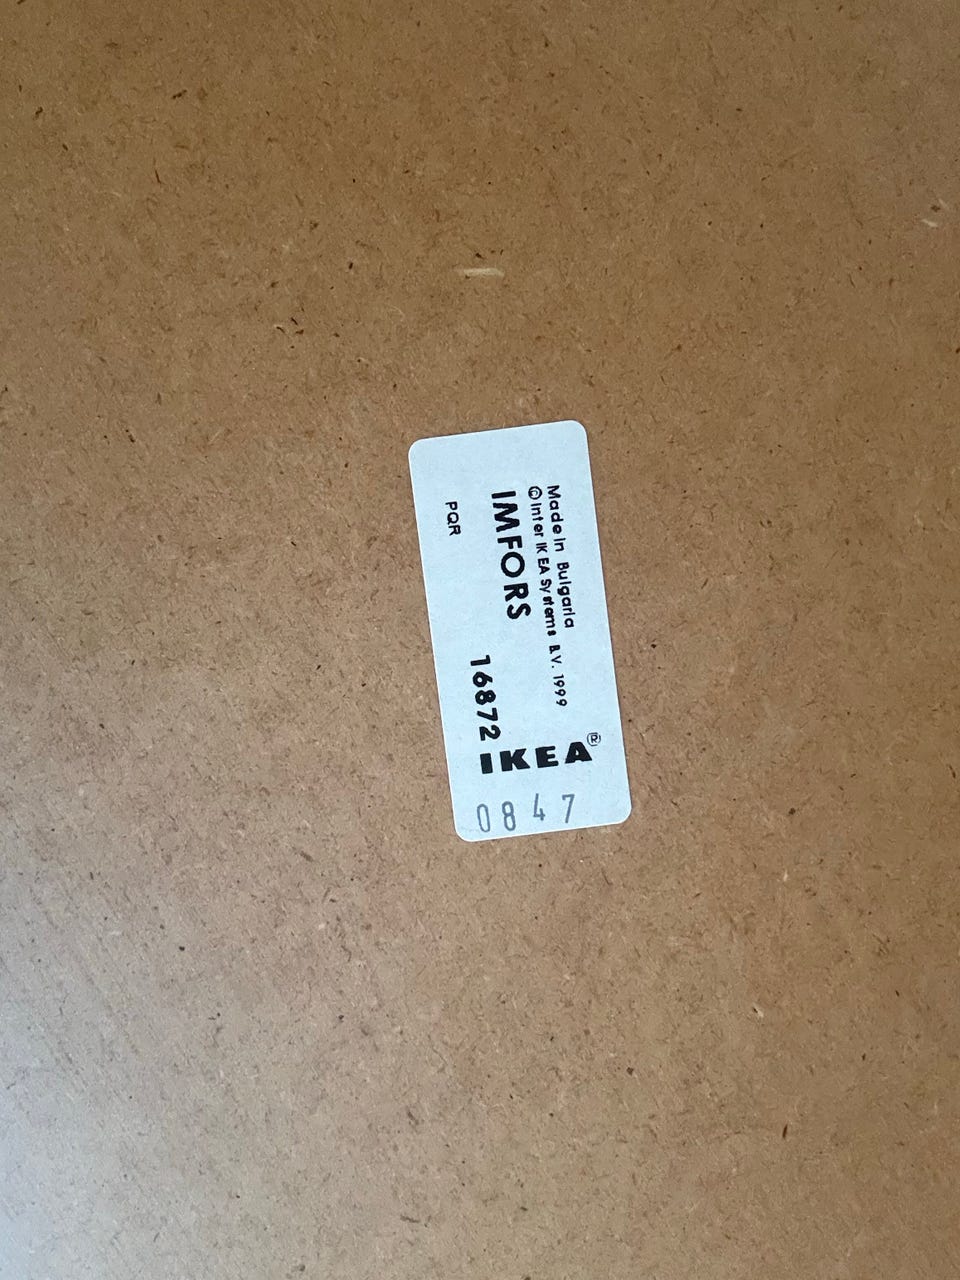 Made in Bulgaria
© Inter IKEA Systems B.V. 1999
IMFORS
16872
PQR
IKEA®
0847